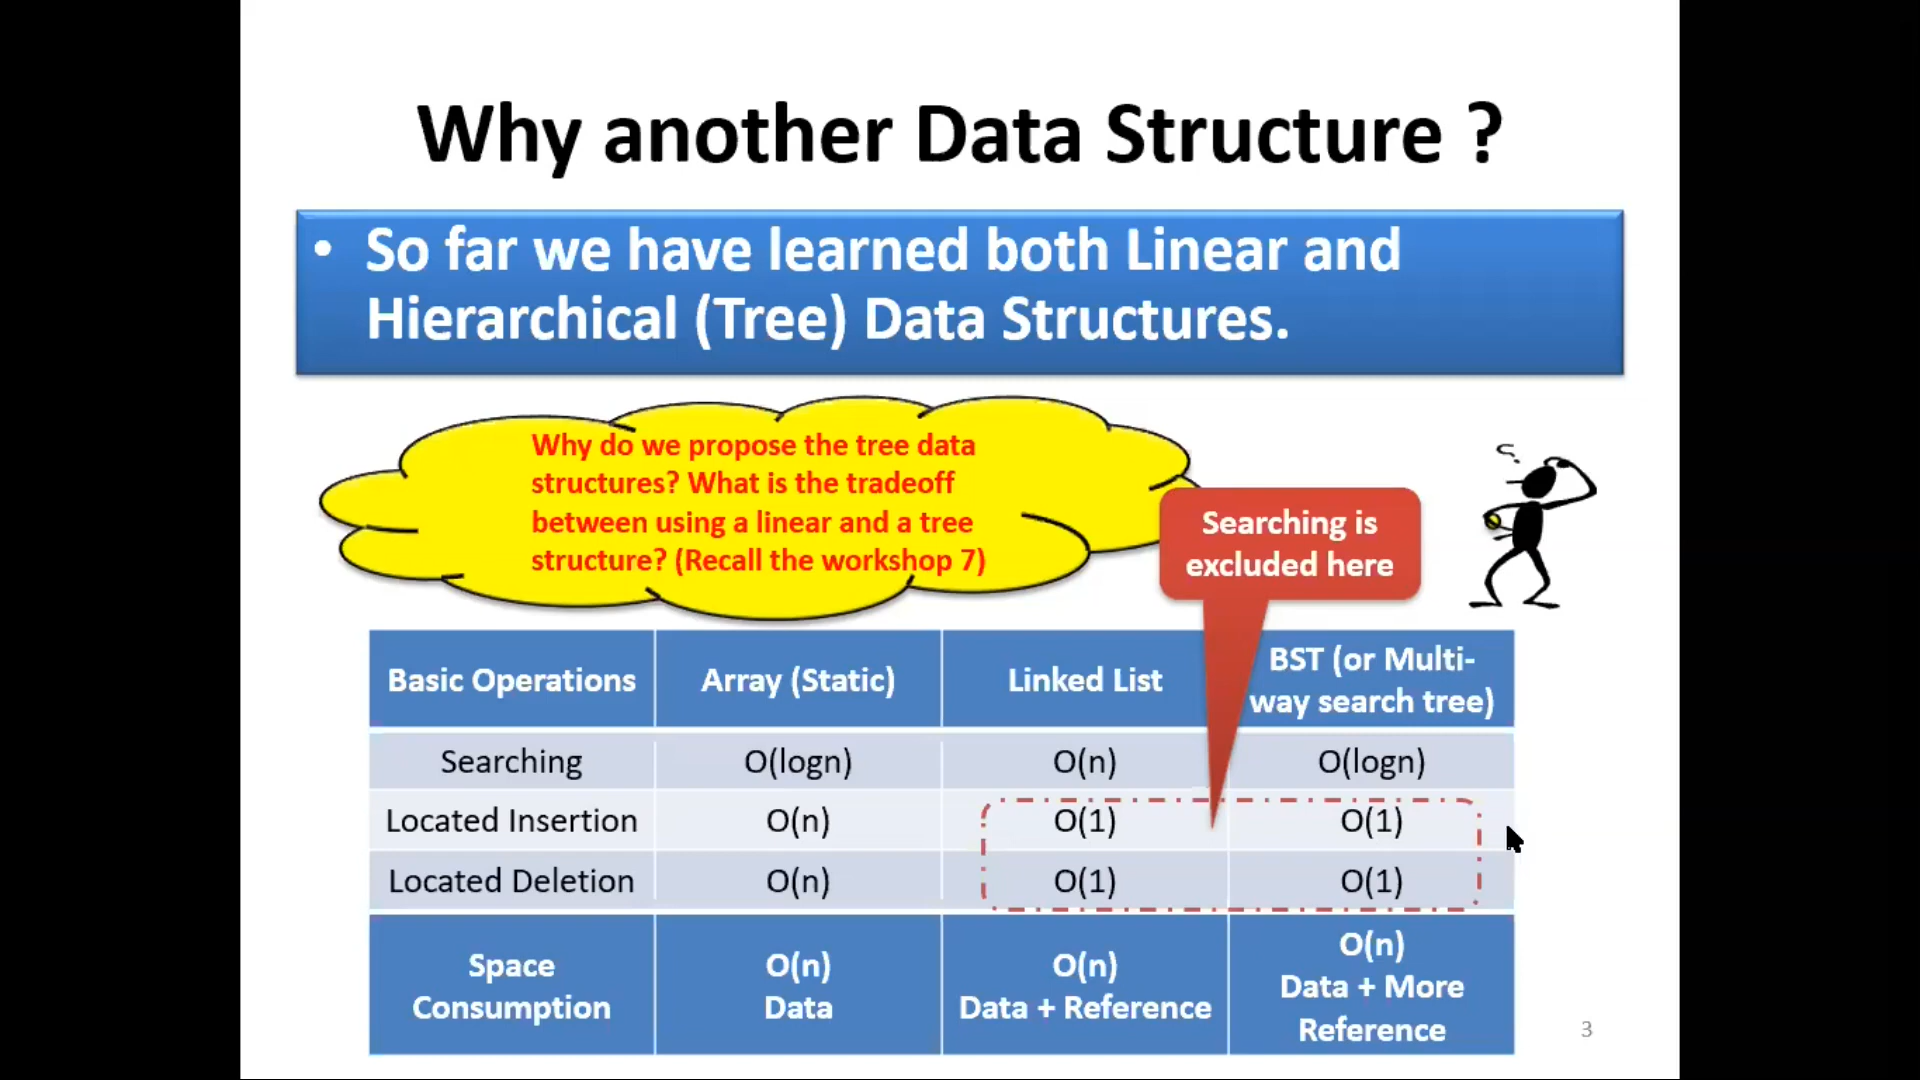 Why another Data Structure ?
• So far we have learned both Linear and
Hierarchical (Tree) Data Structures.
Why do we propose the tree data
structures? What is the tradeoff
between using a linear and a tree
structure? (Recall the workshop 7)
Searching is
excluded here
Basic Operations
Array (Static)
Linked List
BST (or Multi-
way search tree)
Searching
O(logn)
O(n)
O(logn)
Located Insertion
O(n)
O(1)
O(1)
Located Deletion
O(n)
O(1)
O(1)
Space
Consumption
O(n)
Data
O(n)
Data + Reference
O(n)
Data + More
Reference
3